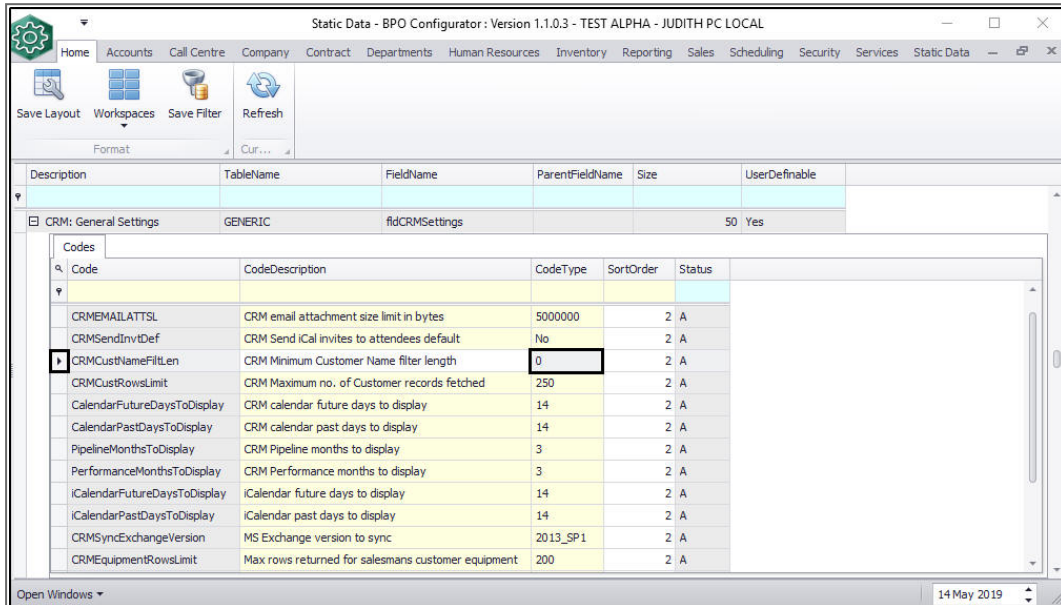 Static Data - BPO Configurator : Version 1.1.0.3 - TEST ALPHA - JUDITH PC LOCAL
Home Accounts Call Centre Company Contract Departments Human Resources Inventory Reporting Sales Scheduling Security Services Static Data
Save Layout Workspaces Save Filter Refresh
Format Cur...
Description TableName FieldName ParentFieldName Size UserDefinable
CRM: General Settings GENERIC fldCRMSettings 50 Yes
Codes
Code CodeDescription CodeType SortOrder Status
CRMEMAILATTSL CRM email attachment size limit in bytes 5000000 2 A
CRMSendInvtDef CRM Send iCal invites to attendees default No 2 A
CRMCustNameFiltLen CRM Minimum Customer Name filter length 0 2 A
CRMCustRowsLimit CRM Maximum no. of Customer records fetched 250 2 A
CalendarFutureDaysToDisplay CRM calendar future days to display 14 2 A
CalendarPastDaysToDisplay CRM calendar past days to display 14 2 A
PipelineMonthsToDisplay CRM Pipeline months to display 3 2 A
PerformanceMonthsToDisplay CRM Performance months to display 3 2 A
iCalendarFutureDaysToDisplay iCalendar future days to display 14 2 A
iCalendarPastDaysToDisplay iCalendar past days to display 14 2 A
CRMSyncExchangeVersion MS Exchange version to sync 2013_SP1 2 A
CRMEquipmentRowsLimit Max rows returned for salesmans customer equipment 200 2 A
Open Windows 14 May 2019